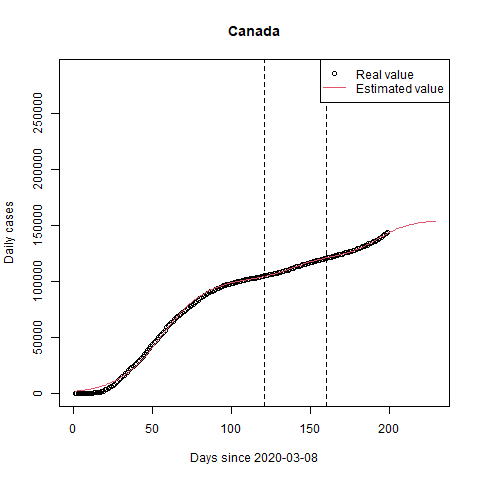 Canada
Real value
Estimated value
Daily cases
250000
200000
150000
100000
50000
0
0 50 100 150 200
Days since 2020-03-08